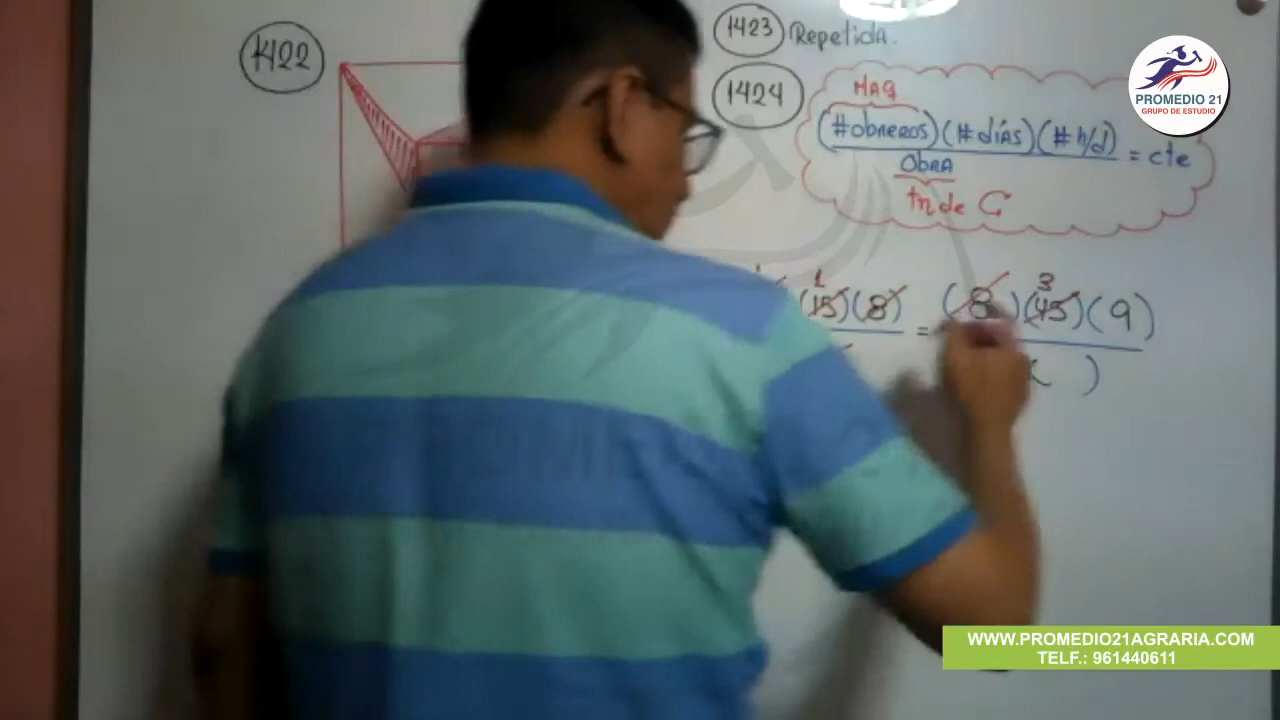 1422
1423 Repetida.
1424
MAQ
(#obreros)(#días)(#h/d)
= cte
ObRA
tn de C
1 3
(15)(8) = (8)(45)(9)
( )
PROMEDIO 21
GRUPO DE ESTUDIO
WWW.PROMEDIO21AGRARIA.COM
TELF.: 961440611